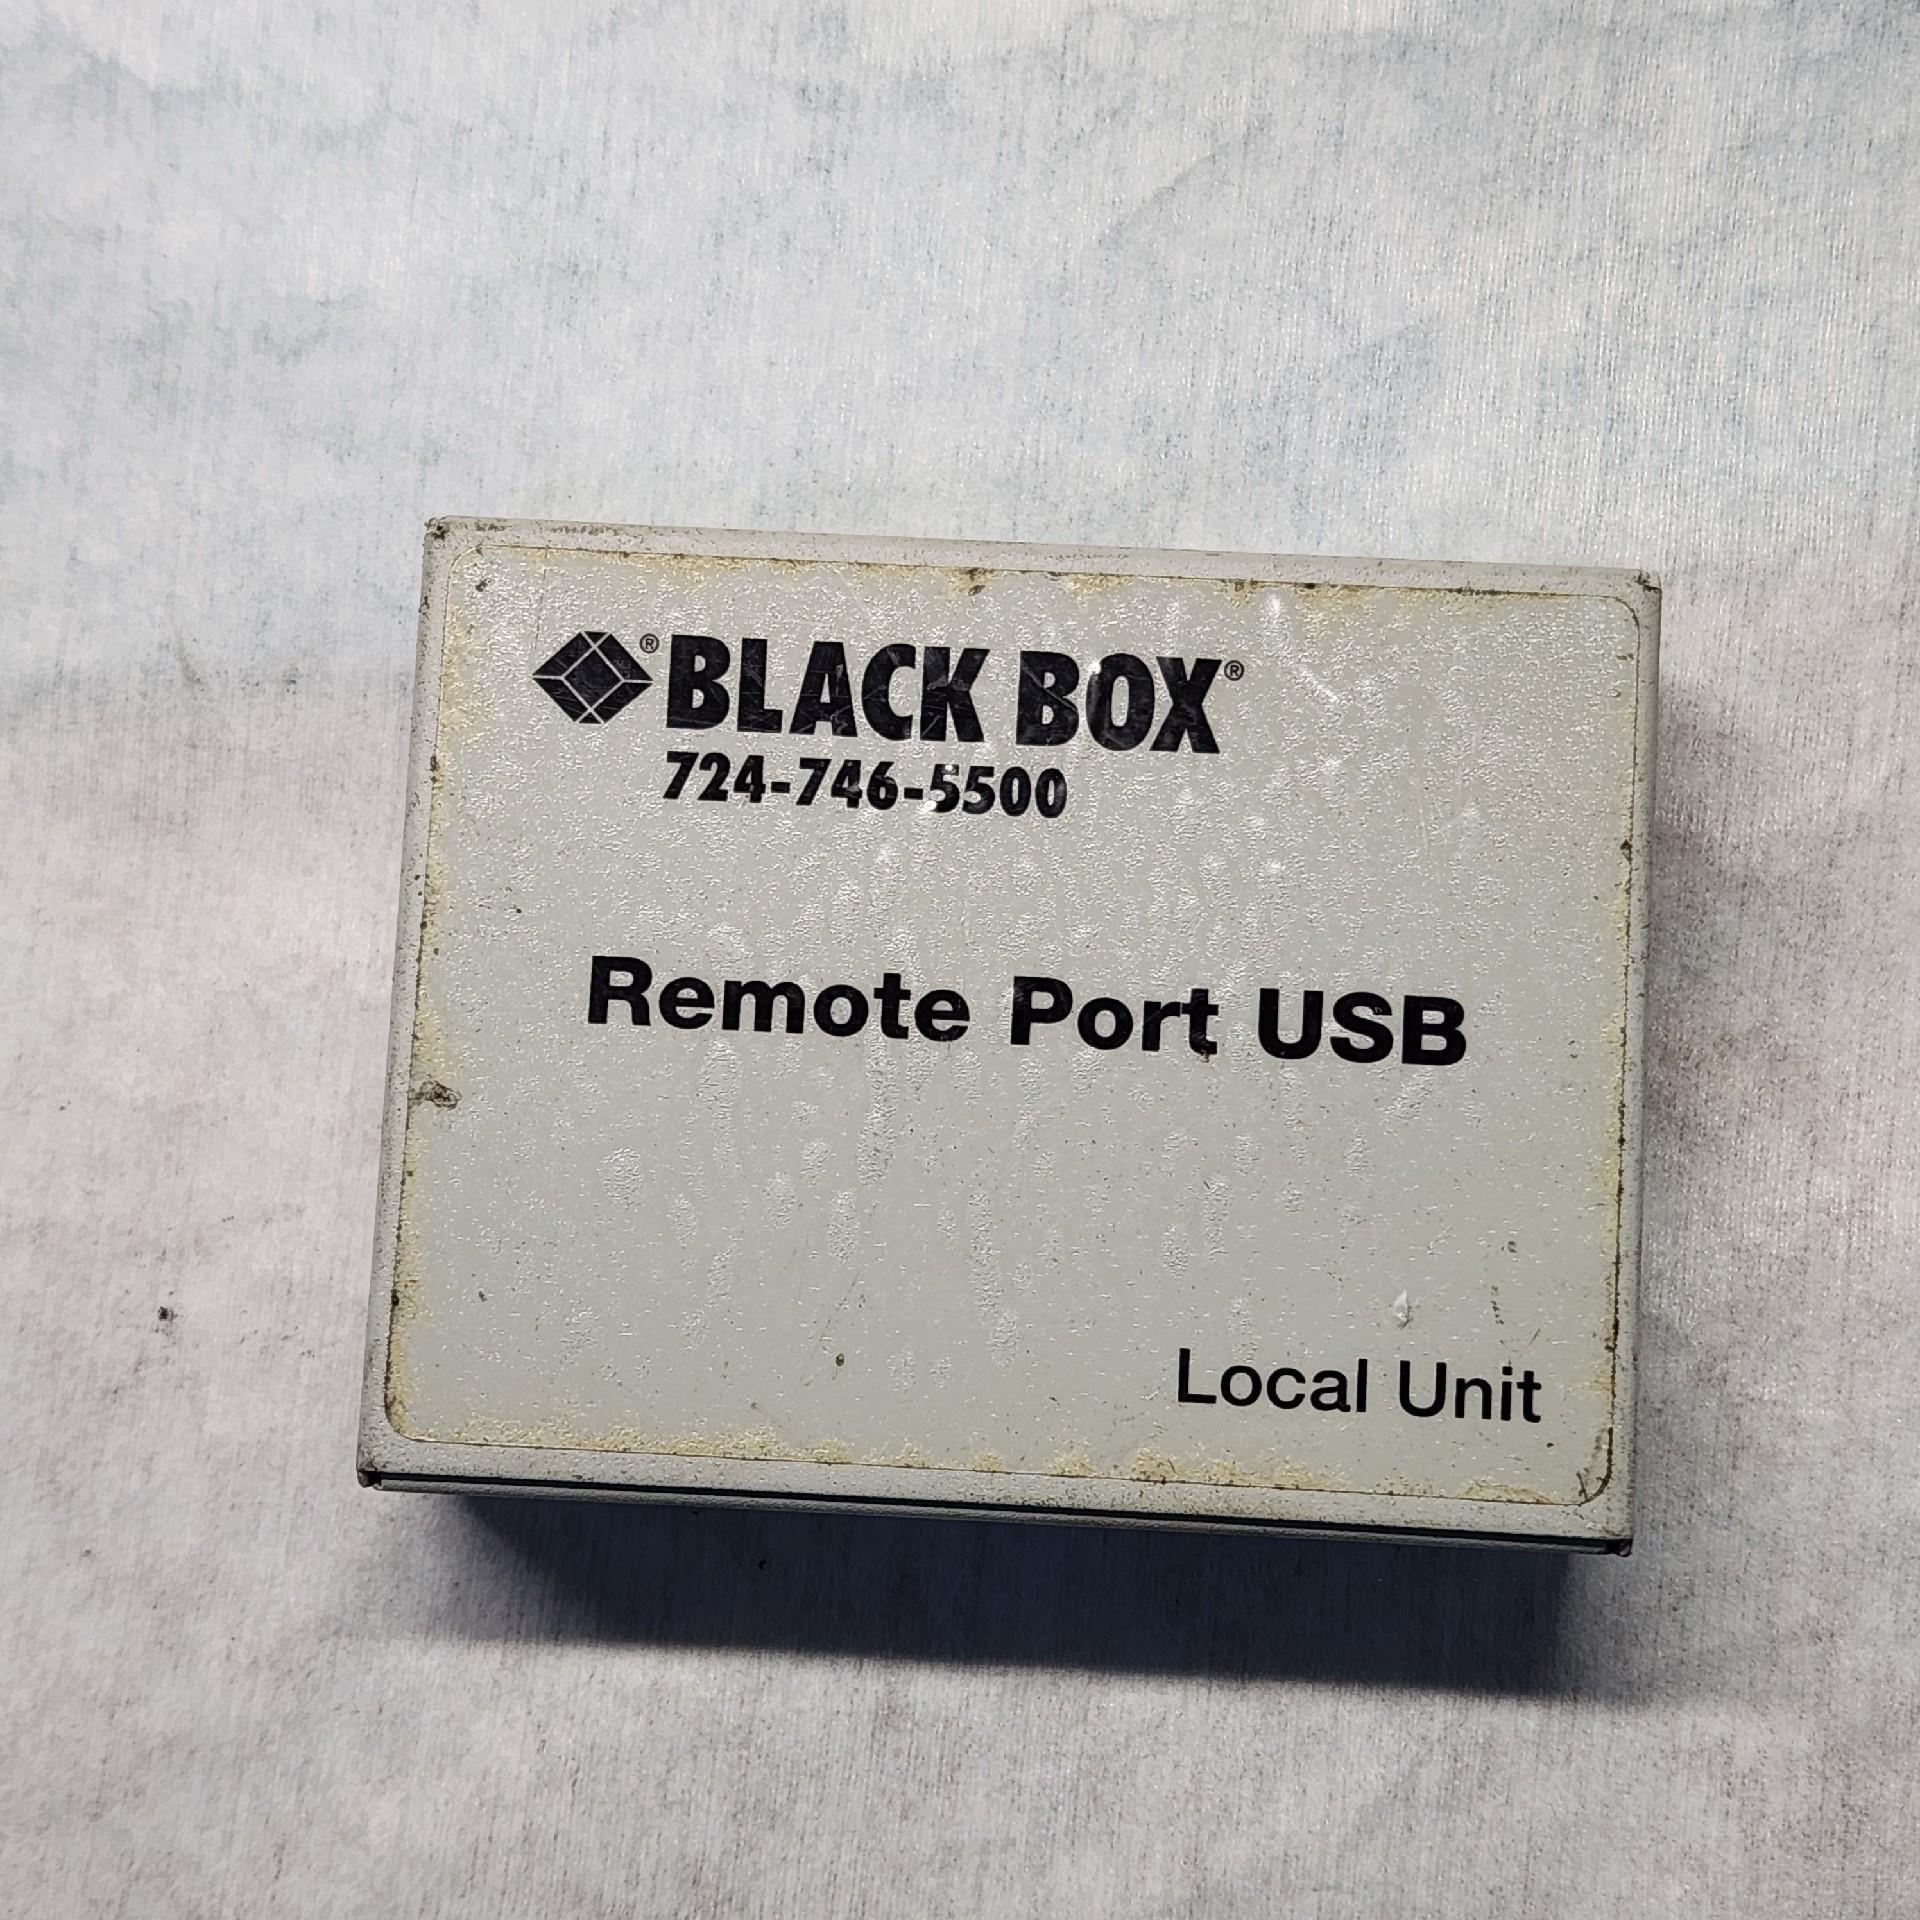 ® BLACK BOX®
724-746-5500
Remote Port USB
Local Unit